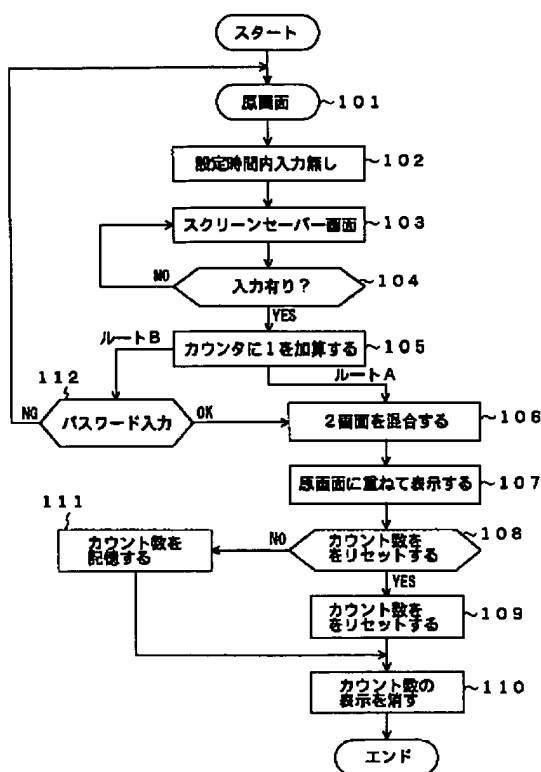 スタート
原画面
101
設定時間内入力無し
102
スクリーンセーバー画面
103
NO
入力有り？
104
YES
ルートB
カウンタに１を加算する
105
ルートA
112
NG
パスワード入力
OK
２画面を混合する
106
原画面に重ねて表示する
107
111
カウント数を
記憶する
NO
カウント数を
をリセットする
108
YES
カウント数を
をリセットする
109
カウント数の
表示を消す
110
エンド